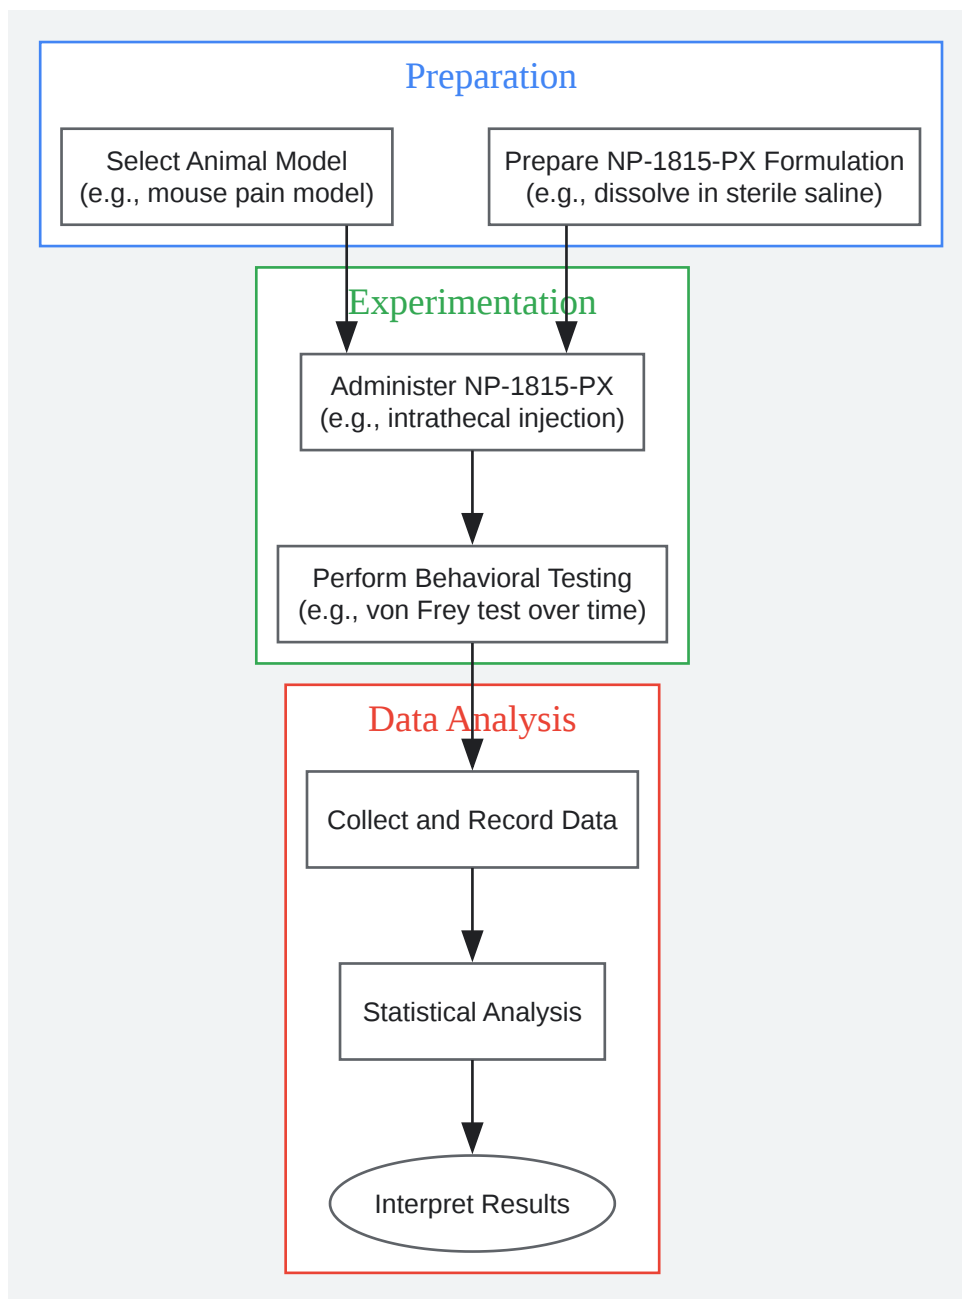 Preparation
Select Animal Model
(e.g., mouse pain model)
Prepare NP-1815-PX Formulation
(e.g., dissolve in sterile saline)
Experimentation
Administer NP-1815-PX
(e.g., intrathecal injection)
Perform Behavioral Testing
(e.g., von Frey test over time)
Data Analysis
Collect and Record Data
Statistical Analysis
Interpret Results